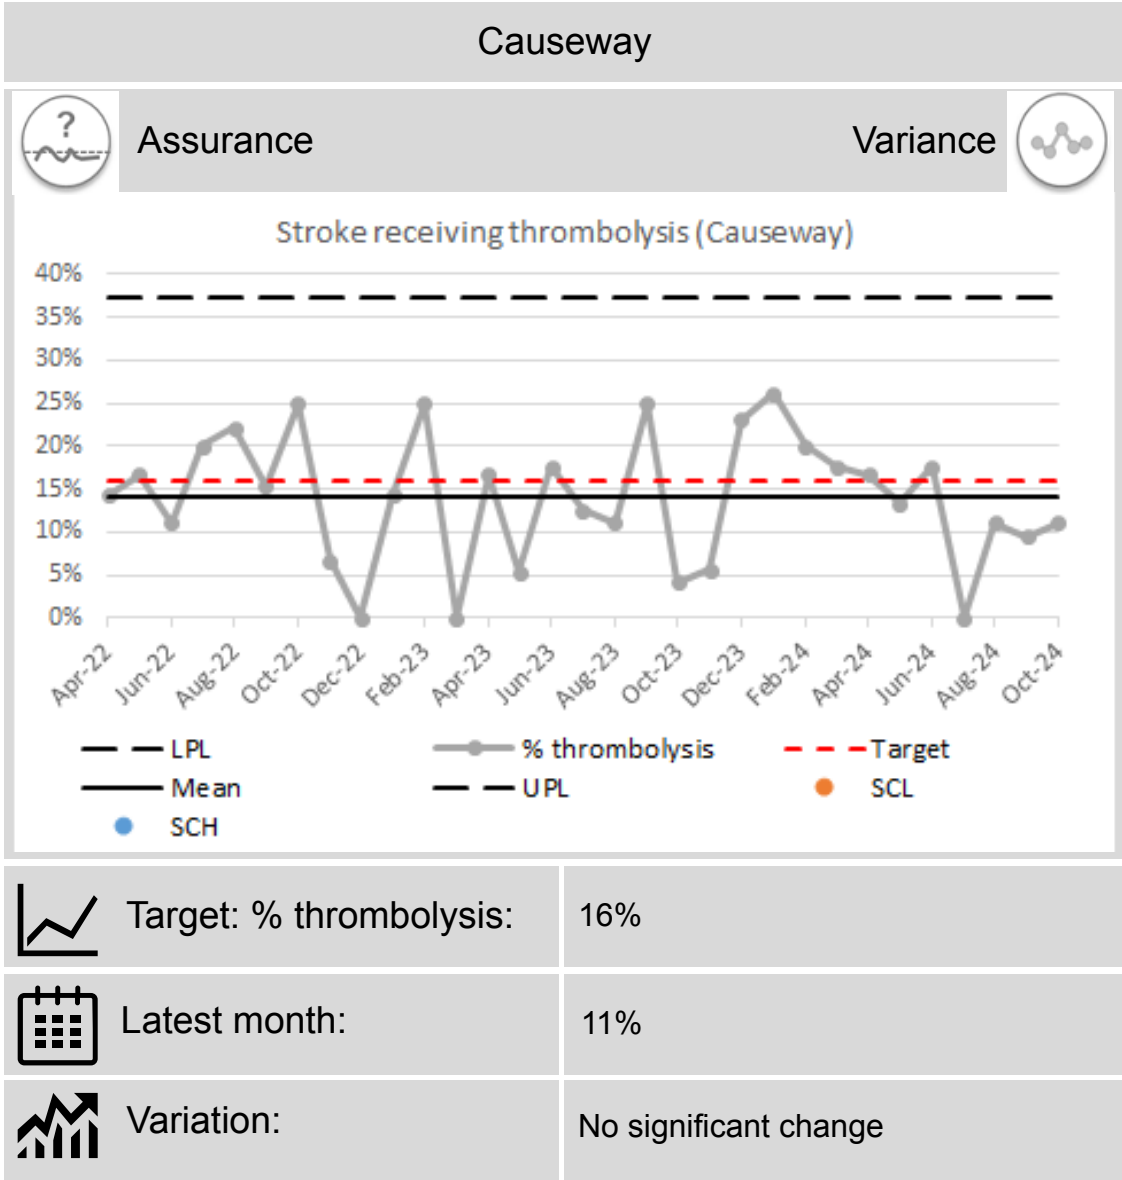 Causeway
?
Assurance
Variance
Stroke receiving thrombolysis (Causeway)
40%
35%
30%
25%
20%
15%
10%
5%
0%
Apr-22 Jun-22 Aug-22 Oct-22 Dec-22 Feb-23 Apr-23 Jun-23 Aug-23 Oct-23 Dec-23 Feb-24 Apr-24 Jun-24 Aug-24 Oct-24
LPL % thrombolysis Target
Mean UPL SCL
SCH
Target: % thrombolysis: 16%
Latest month: 11%
Variation: No significant change